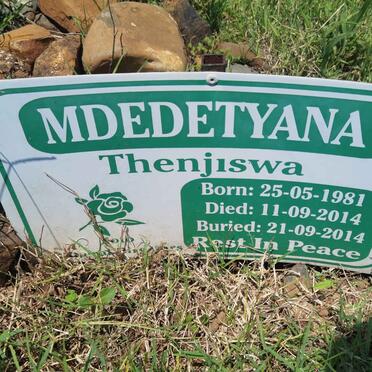 MDEDETYANA
Thenjiswa
Born: 25-05-1981
Died: 11-09-2014
Buried: 21-09-2014
Rest In Peace